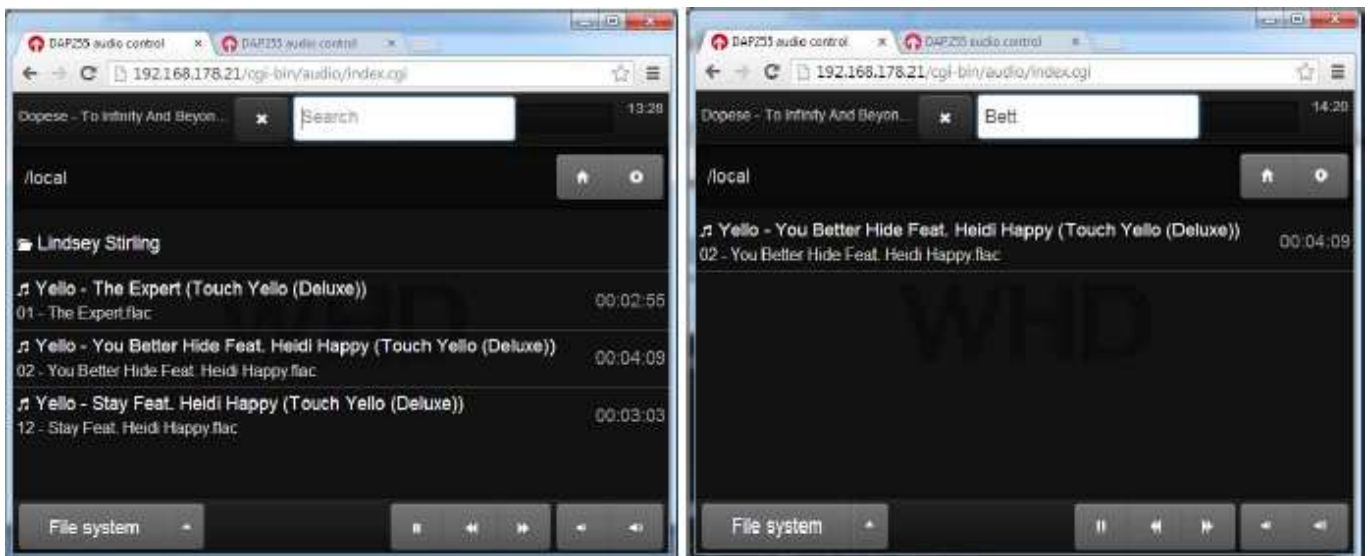 DAP255 audio control
DAP255 audio control
192.168.178.21/cgi-bin/audio/index.cgi
Dopese - To Infinity And Beyon...
Search
13:29
/local
Lindsey Stirling
Yello - The Expert (Touch Yello (Deluxe))
01 - The Expert.flac
00:02:55
Yello - You Better Hide Feat. Heidi Happy (Touch Yello (Deluxe))
02 - You Better Hide Feat. Heidi Happy.flac
00:04:09
Yello - Stay Feat. Heidi Happy (Touch Yello (Deluxe))
12 - Stay Feat. Heidi Happy.flac
00:03:03
WHD
File system
DAP255 audio control
DAP255 audio control
192.168.178.21/cgi-bin/audio/index.cgi
Dopese - To Infinity And Beyon...
Bett
14:20
/local
Yello - You Better Hide Feat. Heidi Happy (Touch Yello (Deluxe))
02 - You Better Hide Feat. Heidi Happy.flac
00:04:09
WHD
File system